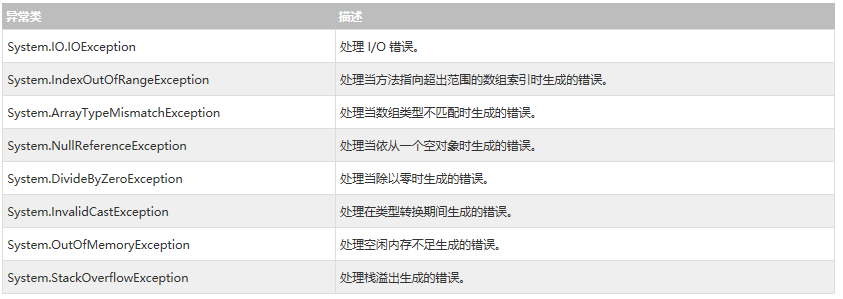 异常类 描述
System.IO.IOException 处理 I/O 错误。
System.IndexOutOfRangeException 处理当方法指向超出范围的数组索引时生成的错误。
System.ArrayTypeMismatchException 处理当数组类型不匹配时生成的错误。
System.NullReferenceException 处理当依从一个空对象时生成的错误。
System.DivideByZeroException 处理当除以零时生成的错误。
System.InvalidCastException 处理在类型转换期间生成的错误。
System.OutOfMemoryException 处理空闲内存不足生成的错误。
System.StackOverflowException 处理栈溢出生成的错误。